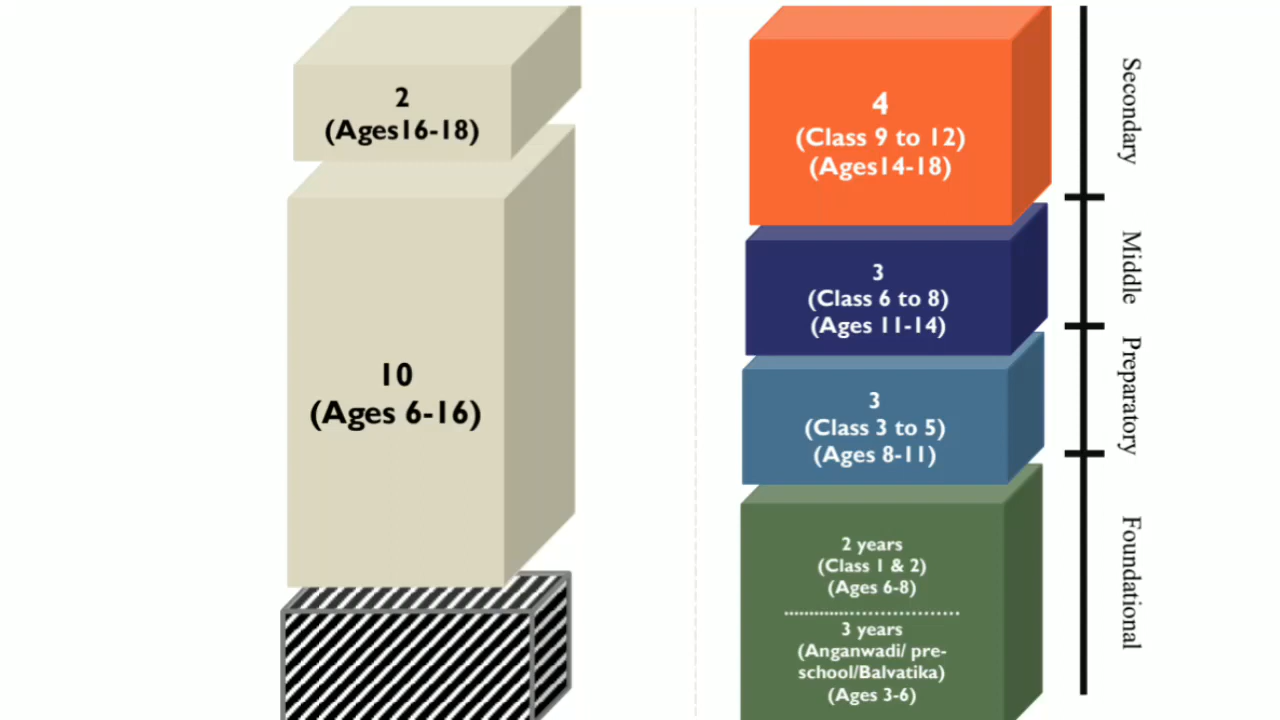 2
(Ages16-18)
10
(Ages 6-16)
4
(Class 9 to 12)
(Ages14-18)
3
(Class 6 to 8)
(Ages 11-14)
3
(Class 3 to 5)
(Ages 8-11)
2 years
(Class 1 & 2)
(Ages 6-8)
3 years
(Anganwadi/ pre-
school/Balvatika)
(Ages 3-6)
Secondary
Middle
Preparatory
Foundational